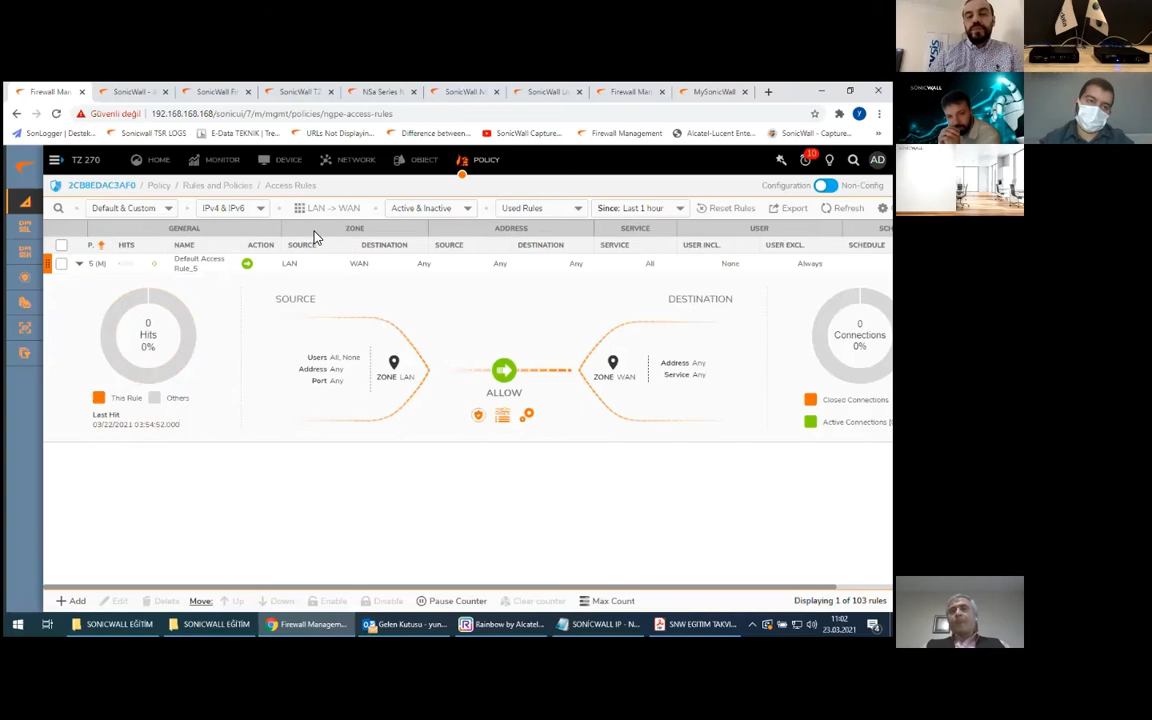 Firewall Man
SonicWall - A
SonicWall Fir
SonicWall TZ
NSa Series N
SonicWall N
SonicWall Li
Firewall Man
MySonicWall
Güvenli değil
192.168.168.168/sonicui/7/m/mgmt/policies/ngpe-access-rules
SonLogger | Destek...
Sonicwall TSR LOGS
E-Data TEKNİK | Tre...
URLs Not Displayin...
Difference between...
SonicWall Capture...
Firewall Management
Alcatel-Lucent Ente...
SonicWall - Capture...
TZ 270
HOME
MONITOR
DEVICE
NETWORK
OBJECT
POLICY
10
AD
2CB8EDAC3AF0 / Policy / Rules and Policies / Access Rules
Configuration
Non-Config
Default & Custom
IPv4 & IPv6
LAN -> WAN
Active & Inactive
Used Rules
Since: Last 1 hour
Reset Rules
Export
Refresh
GENERAL
ZONE
ADDRESS
SERVICE
USER
SCH
P.
HITS
NAME
ACTION
SOURCE
DESTINATION
SOURCE
DESTINATION
SERVICE
USER INCL.
USER EXCL.
SCHEDULE
5 (M)
Default Access
Rule_5
LAN
WAN
Any
Any
Any
All
None
Always
0
Hits
0%
This Rule
Others
Last Hit
03/22/2021 03:54:52.000
SOURCE
Users All, None
Address Any
Port Any
ZONE LAN
ALLOW
DESTINATION
ZONE WAN
Address Any
Service Any
0
Connections
0%
Closed Connections
Active Connections [0
Add
Edit
Delete
Move:
Up
Down
Enable
Disable
Pause Counter
Clear counter
Max Count
Displaying 1 of 103 rules
SONICWALL EĞİTİM
SONICWALL EĞİTİM
Firewall Managem...
Gelen Kutusu - yun...
Rainbow by Alcatel...
SONİCWALL IP - N...
SNW EGITIM TAKVI...
11:02
23.03.2021
4
SONICWALL